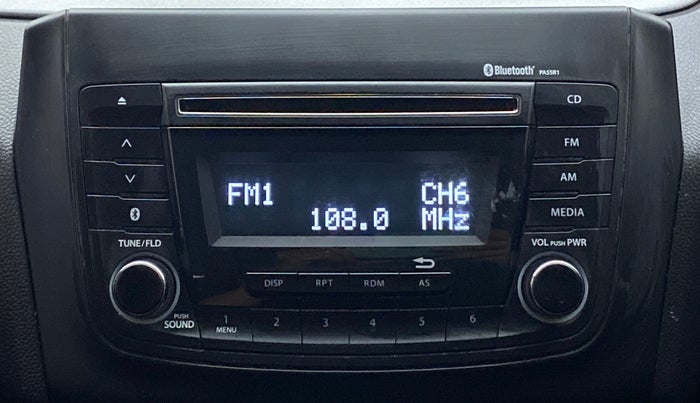 Bluetooth® PA5SR1
CD
FM
AM
MEDIA
FM1 CH6
108.0 MHz
TUNE/FLD
VOL PUSH PWR
DISP RPT RDM AS
PUSH
SOUND
1 2 3 4 5 6
MENU